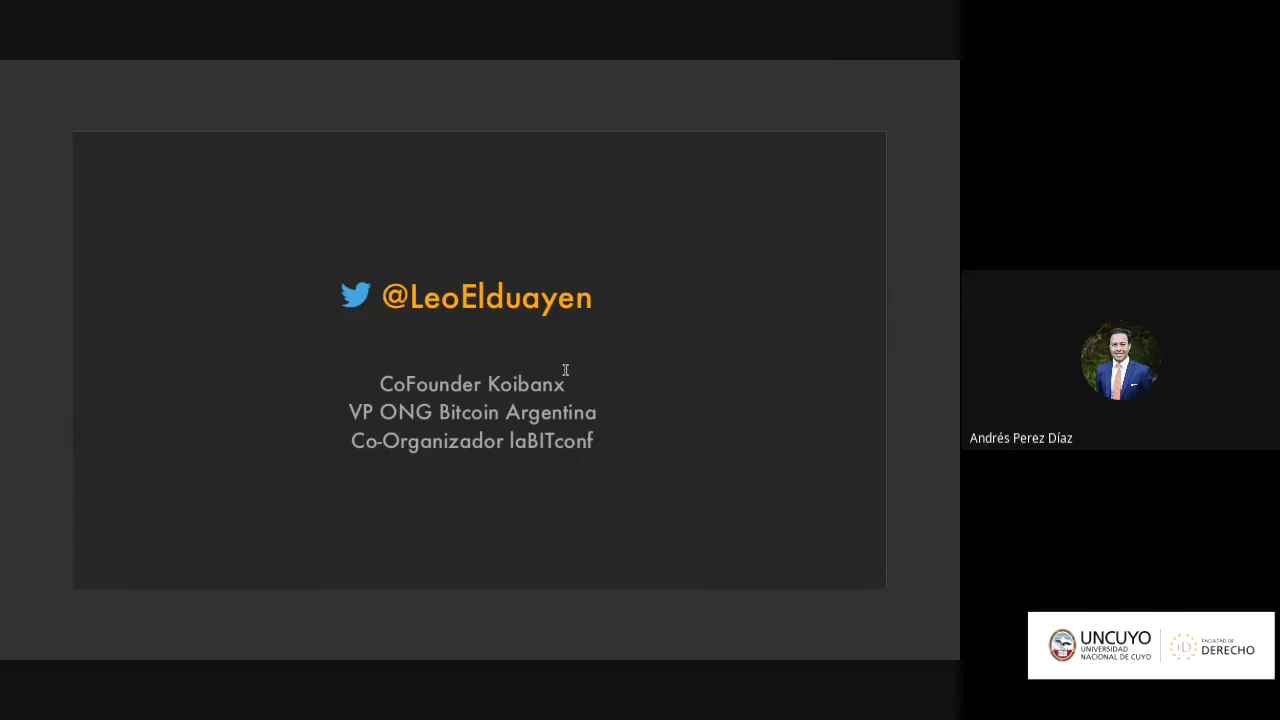 @LeoElduayen
CoFounder Koibanx
VP ONG Bitcoin Argentina
Co-Organizador laBITconf
Andrés Perez Díaz
UNCUYO
UNIVERSIDAD
NACIONAL DE CUYO
FACULTAD DE
DERECHO